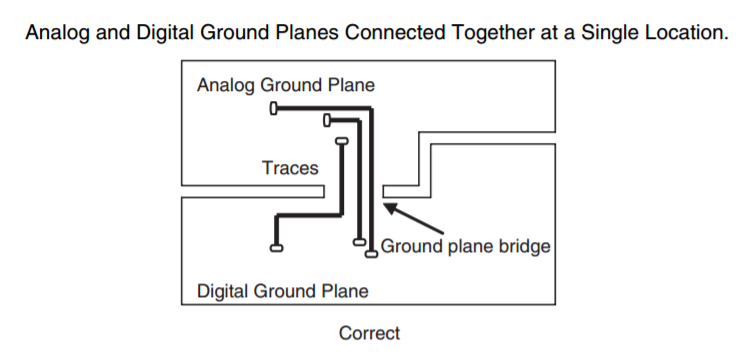 Analog and Digital Ground Planes Connected Together at a Single Location.
Analog Ground Plane
Traces
Ground plane bridge
Digital Ground Plane
Correct